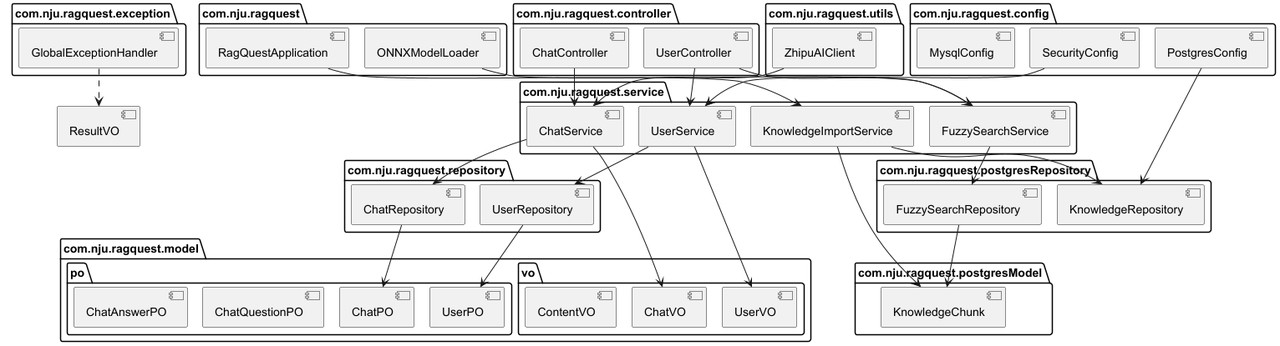 com.nju.ragquest.exception
GlobalExceptionHandler
com.nju.ragquest
RagQuestApplication
ONNXModelLoader
com.nju.ragquest.controller
ChatController
UserController
com.nju.ragquest.utils
ZhipuAIClient
com.nju.ragquest.config
MysqlConfig
SecurityConfig
PostgresConfig
ResultVO
com.nju.ragquest.service
ChatService
UserService
KnowledgeImportService
FuzzySearchService
com.nju.ragquest.repository
ChatRepository
UserRepository
com.nju.ragquest.postgresRepository
FuzzySearchRepository
KnowledgeRepository
com.nju.ragquest.model
po
ChatAnswerPO
ChatQuestionPO
ChatPO
UserPO
vo
ContentVO
ChatVO
UserVO
com.nju.ragquest.postgresModel
KnowledgeChunk